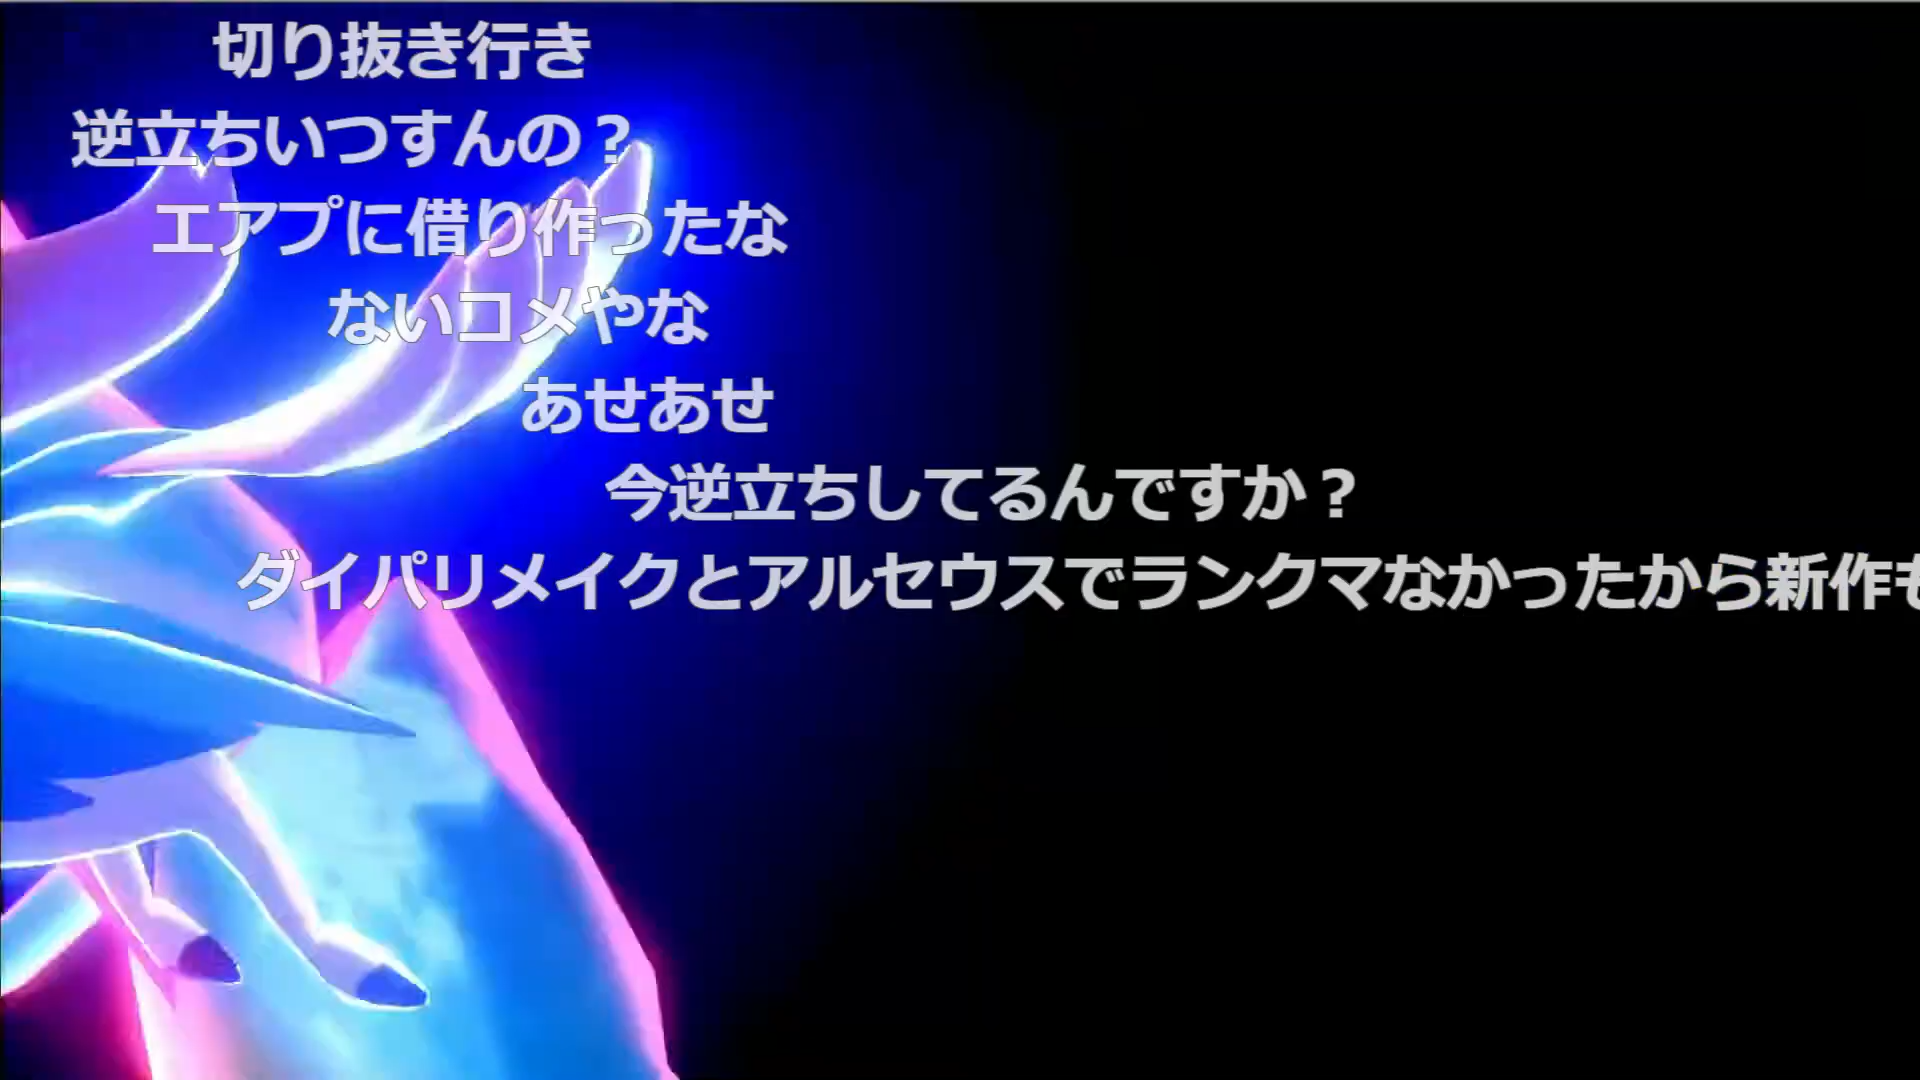 切り抜き行き
逆立ちいつすんの？
エアプに借り作ったな
ないコメやな
あせあせ
今逆立ちしてるんですか？
ダイパリメイクとアルセウスでランクマなかったから新作も